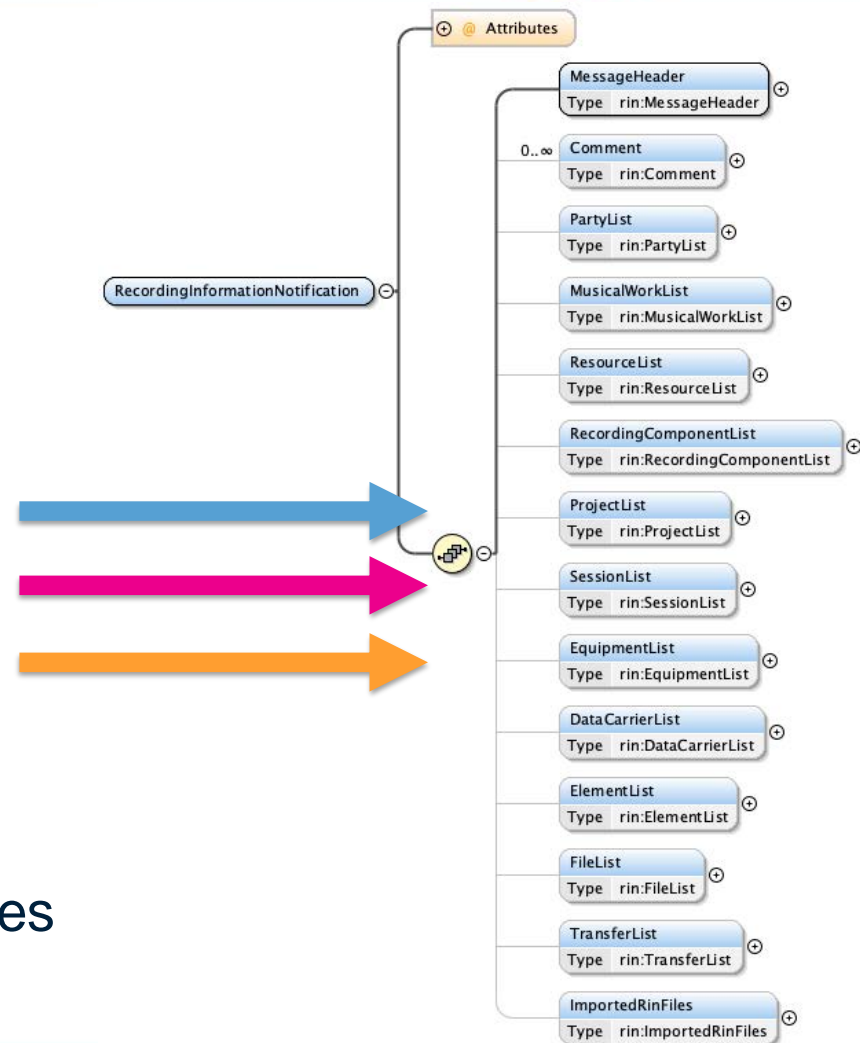 @ Attributes
MessageHeader
Type rin:MessageHeader
0..∞ Comment
Type rin:Comment
PartyList
Type rin:PartyList
RecordingInformationNotification
MusicalWorkList
Type rin:MusicalWorkList
ResourceList
Type rin:ResourceList
RecordingComponentList
Type rin:RecordingComponentList
ProjectList
Type rin:ProjectList
SessionList
Type rin:SessionList
EquipmentList
Type rin:EquipmentList
DataCarrierList
Type rin:DataCarrierList
ElementList
Type rin:ElementList
FileList
Type rin:FileList
es
TransferList
Type rin:TransferList
ImportedRinFiles
Type rin:ImportedRinFiles